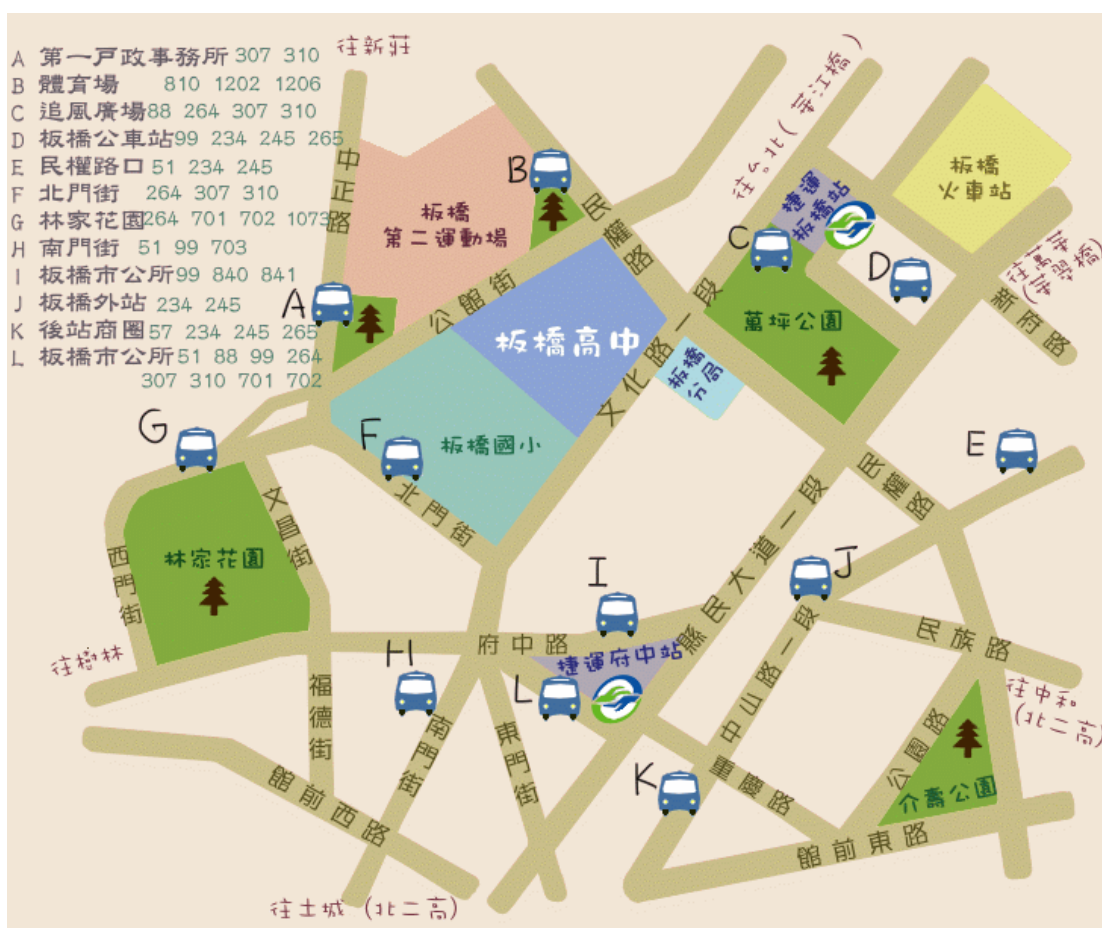 A 第一戶政事務所 307 310
B 體育場 810 1202 1206
C 追風廣場 88 264 307 310
D 板橋公車站 99 234 245 265
E 民權路口 51 234 245
F 北門街 264 307 310
G 林家花園 264 701 702 1073
H 南門街 51 99 703
I 板橋市公所 99 840 841
J 板橋外站 234 245
K 後站商圈 57 234 245 265
L 板橋市公所 51 88 99 264
307 310 701 702
往新莊
往台北(華江橋)
中正路
B
民權路
捷運
板橋站
板橋
火車站
板橋
第二運動場
C
D
往萬華
(華翠橋)
A
公館街
文化路一段
萬坪公園
新府路
板橋高中
板橋
分局
G
F
板橋國小
E
北門街
文昌街
民權路
西門街
林家花園
縣民大道一段
I
J
往樹林
府中路
民族路
H
捷運府中站
L
福德街
南門街
東門街
中山路一段
公園路
往中和
(北二高)
K
重慶路
介壽公園
館前西路
館前東路
往土城 (北二高)